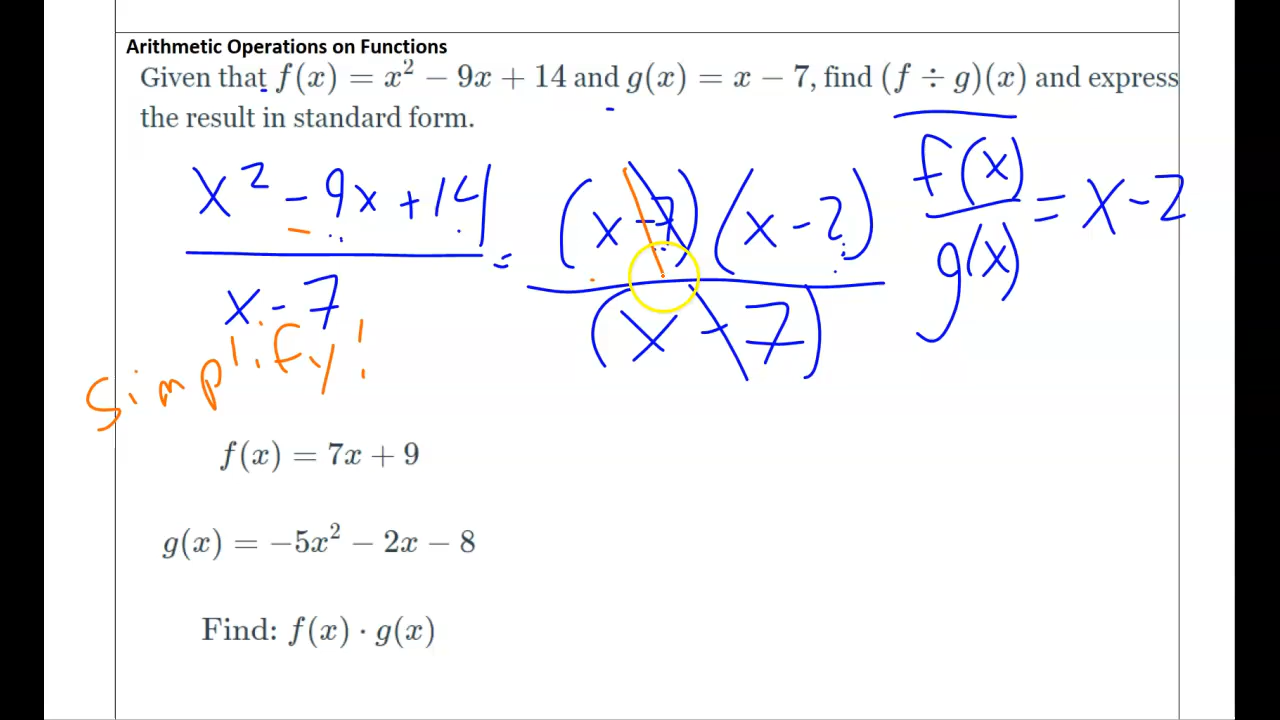 Arithmetic Operations on Functions
Given that f(x) = x² − 9x + 14 and g(x) = x − 7, find (f ÷ g)(x) and express
the result in standard form.
x² - 9x + 14 / x - 7 = (x - 7)(x - 2) / (x - 7)
f(x) / g(x) = x - 2
Simplify!
f(x) = 7x + 9
g(x) = −5x² − 2x − 8
Find: f(x) · g(x)